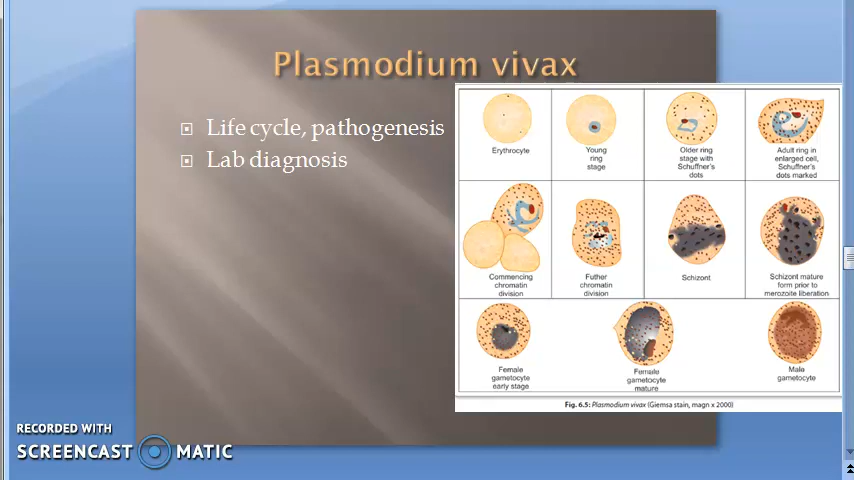 Plasmodium vivax
Life cycle, pathogenesis
Lab diagnosis
Erythrocyte
Young
ring
stage
Older ring
stage with
Schuffner's
dots
Adult ring in
enlarged cell,
Schuffner's
dots marked
Commencing
chromatin
division
Futher
chromatin
division
Schizont
Schizont mature
form prior to
merozoite liberation
Female
gametocyte
early stage
Female
gametocyte
mature
Male
gametocyte
Fig. 6.5: Plasmodium vivax (Giemsa stain, magn x 2000)
RECORDED WITH
SCREENCAST MATIC